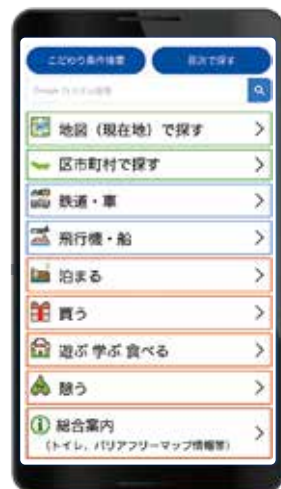 こだわり条件検索
目次で探す
地図（現在地）で探す
区市町村で探す
鉄道・車
飛行機・船
泊まる
買う
遊ぶ 学ぶ 食べる
憩う
総合案内
（トイレ、バリアフリーマップ情報等）